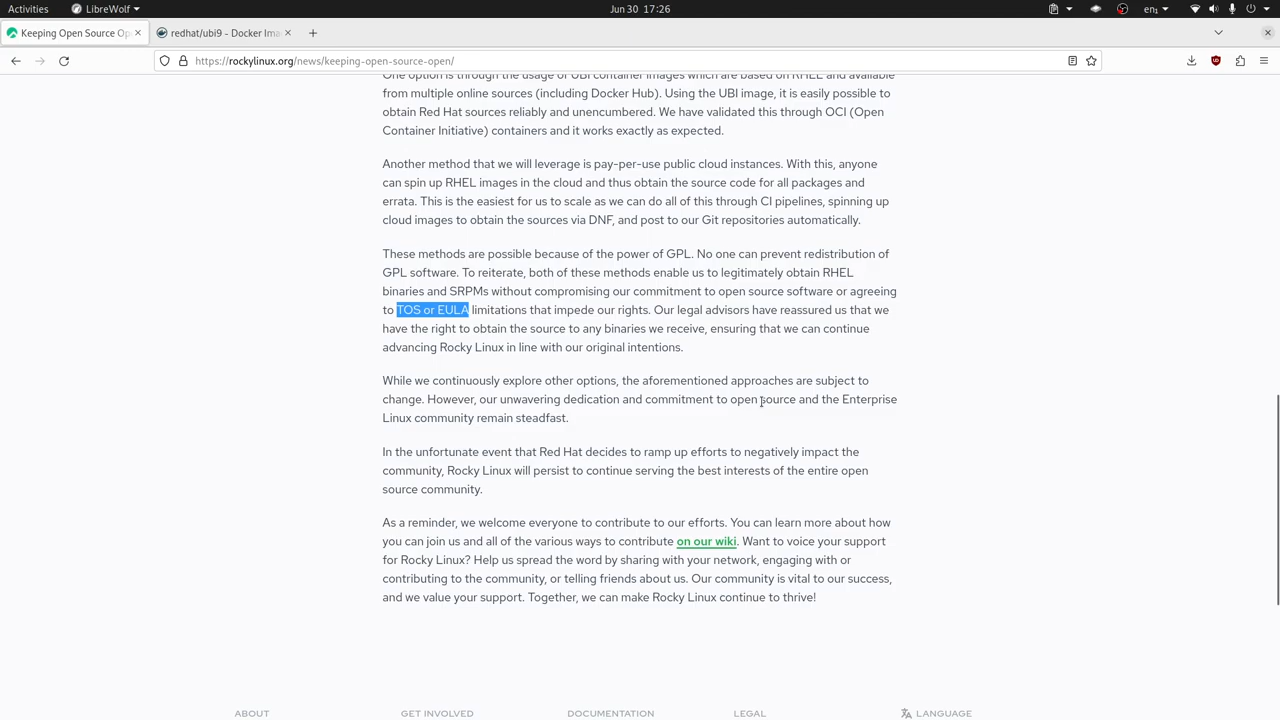 Activities LibreWolf Jun 30 17:26 en₁
Keeping Open Source Op redhat/ubi9 - Docker Ima
https://rockylinux.org/news/keeping-open-source-open/
One option is through the usage of UBI container images which are based on RHEL and available
from multiple online sources (including Docker Hub). Using the UBI image, it is easily possible to
obtain Red Hat sources reliably and unencumbered. We have validated this through OCI (Open
Container Initiative) containers and it works exactly as expected.
Another method that we will leverage is pay-per-use public cloud instances. With this, anyone
can spin up RHEL images in the cloud and thus obtain the source code for all packages and
errata. This is the easiest for us to scale as we can do all of this through CI pipelines, spinning up
cloud images to obtain the sources via DNF, and post to our Git repositories automatically.
These methods are possible because of the power of GPL. No one can prevent redistribution of
GPL software. To reiterate, both of these methods enable us to legitimately obtain RHEL
binaries and SRPMs without compromising our commitment to open source software or agreeing
to TOS or EULA limitations that impede our rights. Our legal advisors have reassured us that we
have the right to obtain the source to any binaries we receive, ensuring that we can continue
advancing Rocky Linux in line with our original intentions.
While we continuously explore other options, the aforementioned approaches are subject to
change. However, our unwavering dedication and commitment to open source and the Enterprise
Linux community remain steadfast.
In the unfortunate event that Red Hat decides to ramp up efforts to negatively impact the
community, Rocky Linux will persist to continue serving the best interests of the entire open
source community.
As a reminder, we welcome everyone to contribute to our efforts. You can learn more about how
you can join us and all of the various ways to contribute on our wiki. Want to voice your support
for Rocky Linux? Help us spread the word by sharing with your network, engaging with or
contributing to the community, or telling friends about us. Our community is vital to our success,
and we value your support. Together, we can make Rocky Linux continue to thrive!
ABOUT GET INVOLVED DOCUMENTATION LEGAL LANGUAGE